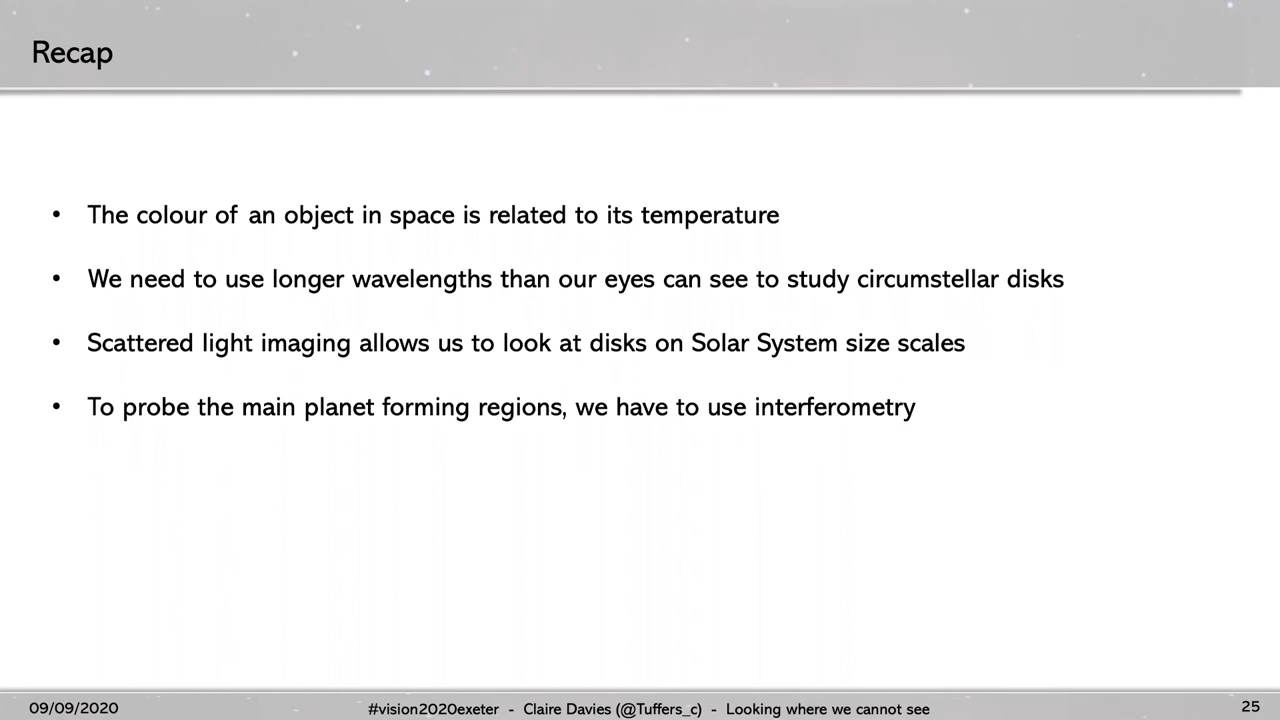 Recap
• The colour of an object in space is related to its temperature
• We need to use longer wavelengths than our eyes can see to study circumstellar disks
• Scattered light imaging allows us to look at disks on Solar System size scales
• To probe the main planet forming regions, we have to use interferometry
09/09/2020
#vision2020exeter - Claire Davies (@Tuffers_c) - Looking where we cannot see
25